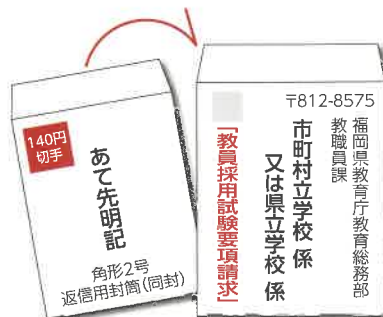 140円
切手
あて先明記
角形2号
返信用封筒(同封)
〒812-8575
福岡県教育庁教育総務部
教職員課
市町村立学校 係
又は県立学校 係
「教員採用試験要項請求」